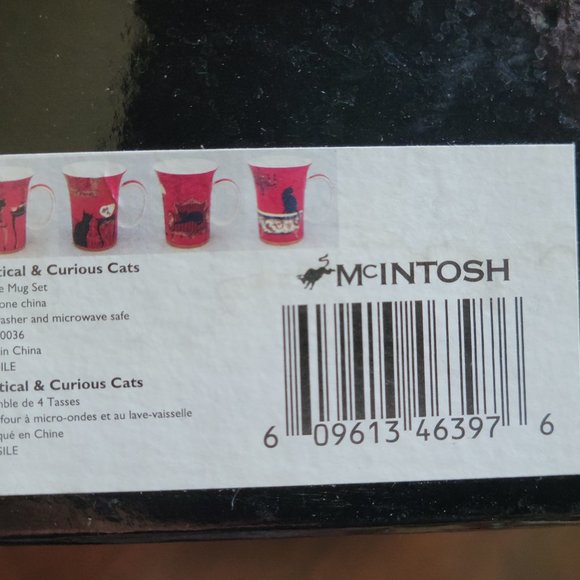 tical & Curious Cats
e Mug Set
one china
asher and microwave safe
0036
in China
ILE
tical & Curious Cats
mble de 4 Tasses
four à micro-ondes et au lave-vaisselle
qué en Chine
SILE
McINTOSH
6 09613 46397 6